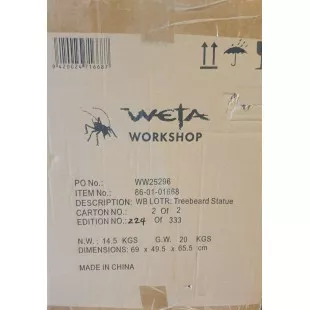 WETA
WORKSHOP
PO No.: WW25296
ITEM No.: 86-01-01688
DESCRIPTION: WB LOTR: Treebeard Statue
CARTON NO.: 2 Of 2
EDITION NO.: 224 Of 333
N.W.: 14.5 KGS G.W. 20 KGS
DIMENSIONS: 69 x 49.5 x 65.5 cm
MADE IN CHINA